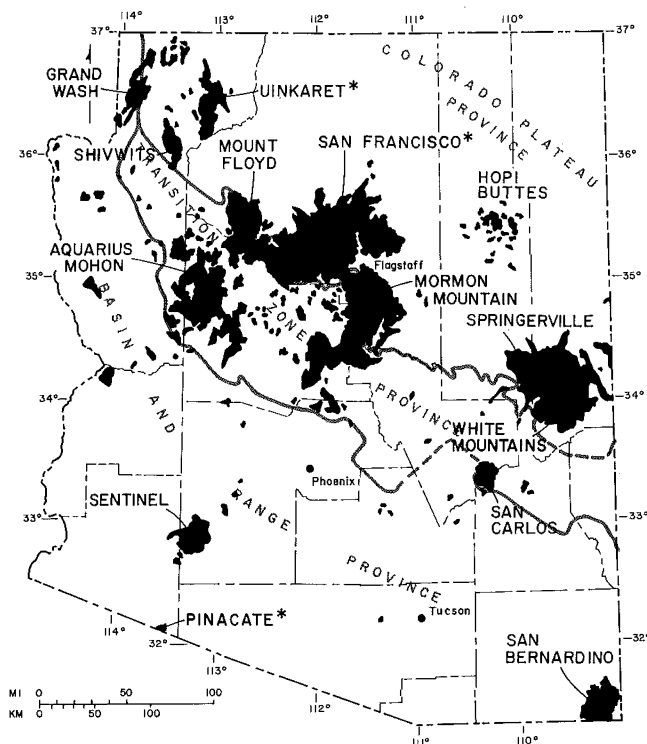 114° 113° 112° 111° 110°
37° 37°
GRAND
WASH
UINKARET*
COLORADO PLATEAU
PROVINCE
SHIVWITS
MOUNT
FLOYD
SAN FRANCISCO*
36° 36°
TRANSITION
HOPI
BUTTES
AQUARIUS
MOHON
Flagstaff
35° 35°
MORMON
MOUNTAIN
BASIN
ZONE
SPRINGERVILLE
34° 34°
AND
PROVINCE
WHITE
MOUNTAINS
Phoenix
SENTINEL
RANGE
SAN
CARLOS
33° 33°
PROVINCE
PINACATE*
Tucson
114°
32° 32°
113°
SAN
BERNARDINO
MI 0 50 100
KM 0 50 100
112°
111°
110°